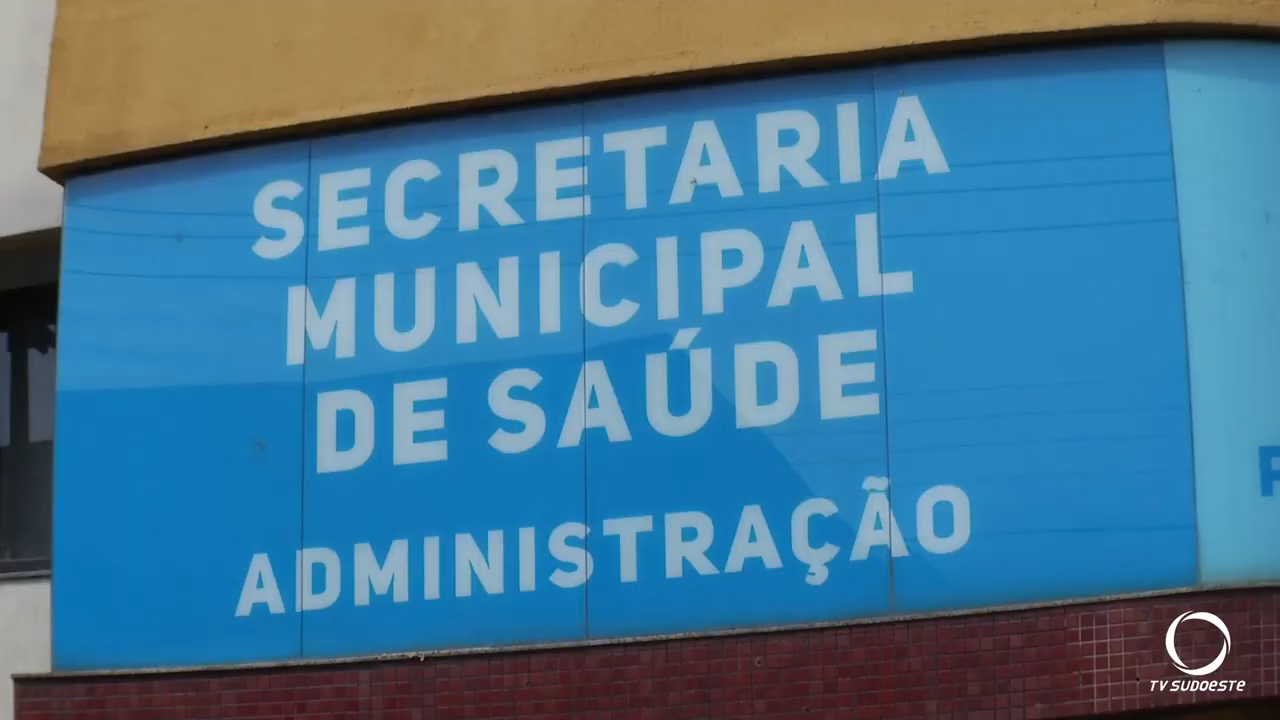 SECRETARIA
MUNICIPAL
DE SAÚDE
ADMINISTRAÇÃO
TV SUDOESTE